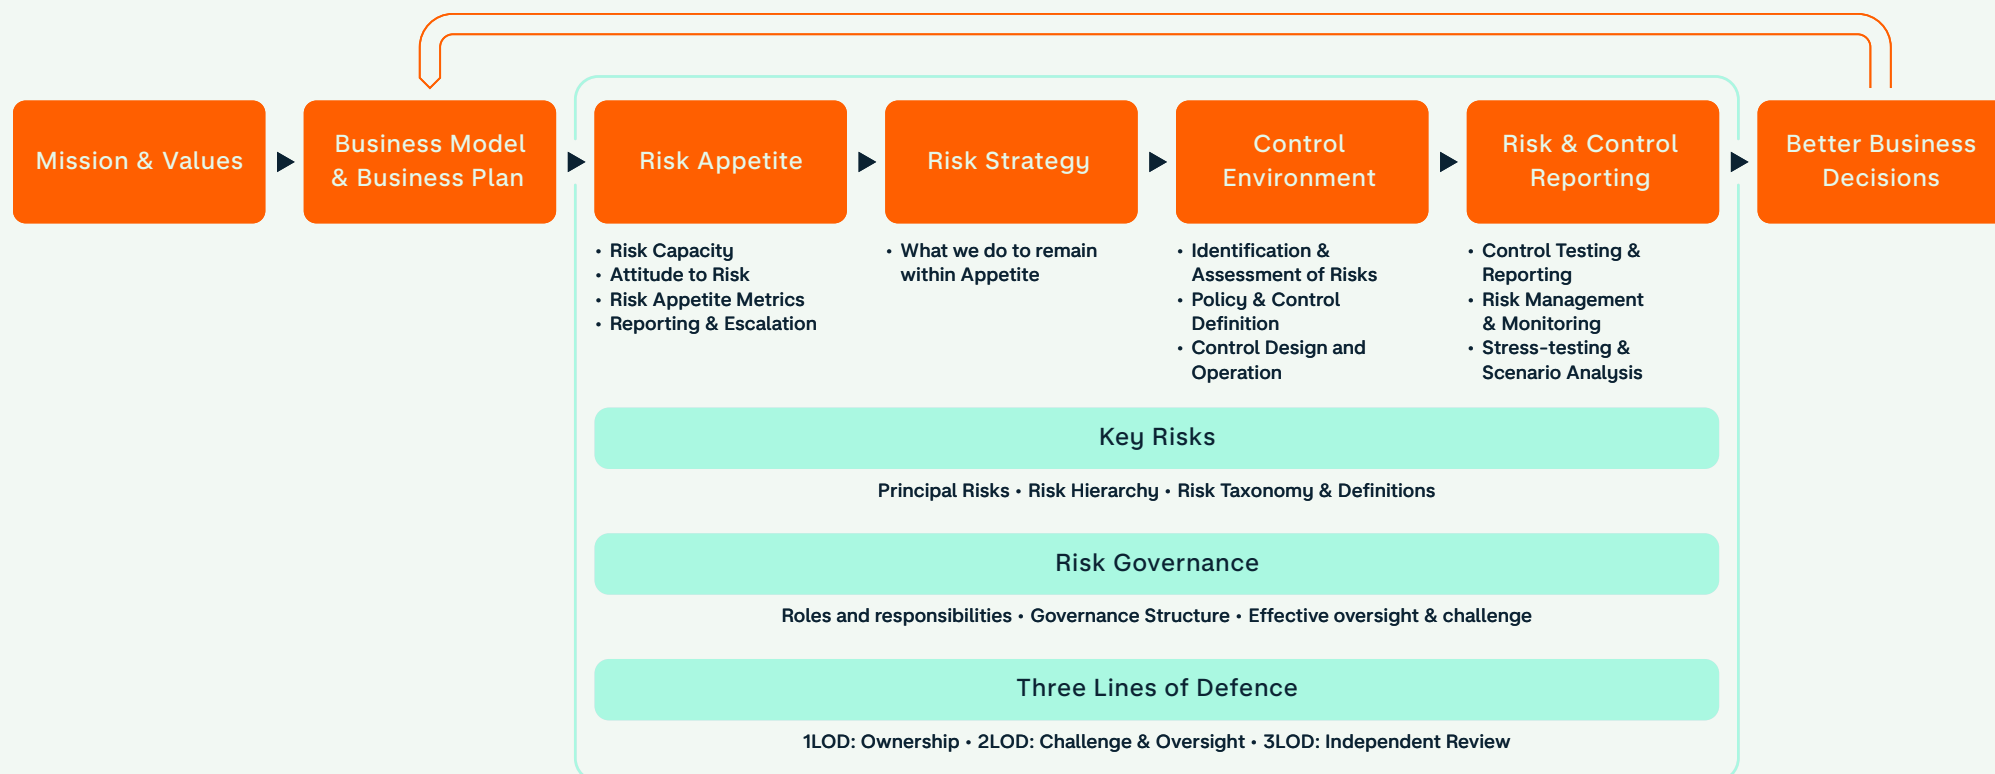 Mission & Values
Business Model
& Business Plan
Risk Appetite
Risk Strategy
Control
Environment
Risk & Control
Reporting
Better Business
Decisions
• Risk Capacity
• Attitude to Risk
• Risk Appetite Metrics
• Reporting & Escalation
• What we do to remain
within Appetite
• Identification &
Assessment of Risks
• Policy & Control
Definition
• Control Design and
Operation
• Control Testing &
Reporting
• Risk Management
& Monitoring
• Stress-testing &
Scenario Analysis
Key Risks
Principal Risks • Risk Hierarchy • Risk Taxonomy & Definitions
Risk Governance
Roles and responsibilities • Governance Structure • Effective oversight & challenge
Three Lines of Defence
1LOD: Ownership • 2LOD: Challenge & Oversight • 3LOD: Independent Review